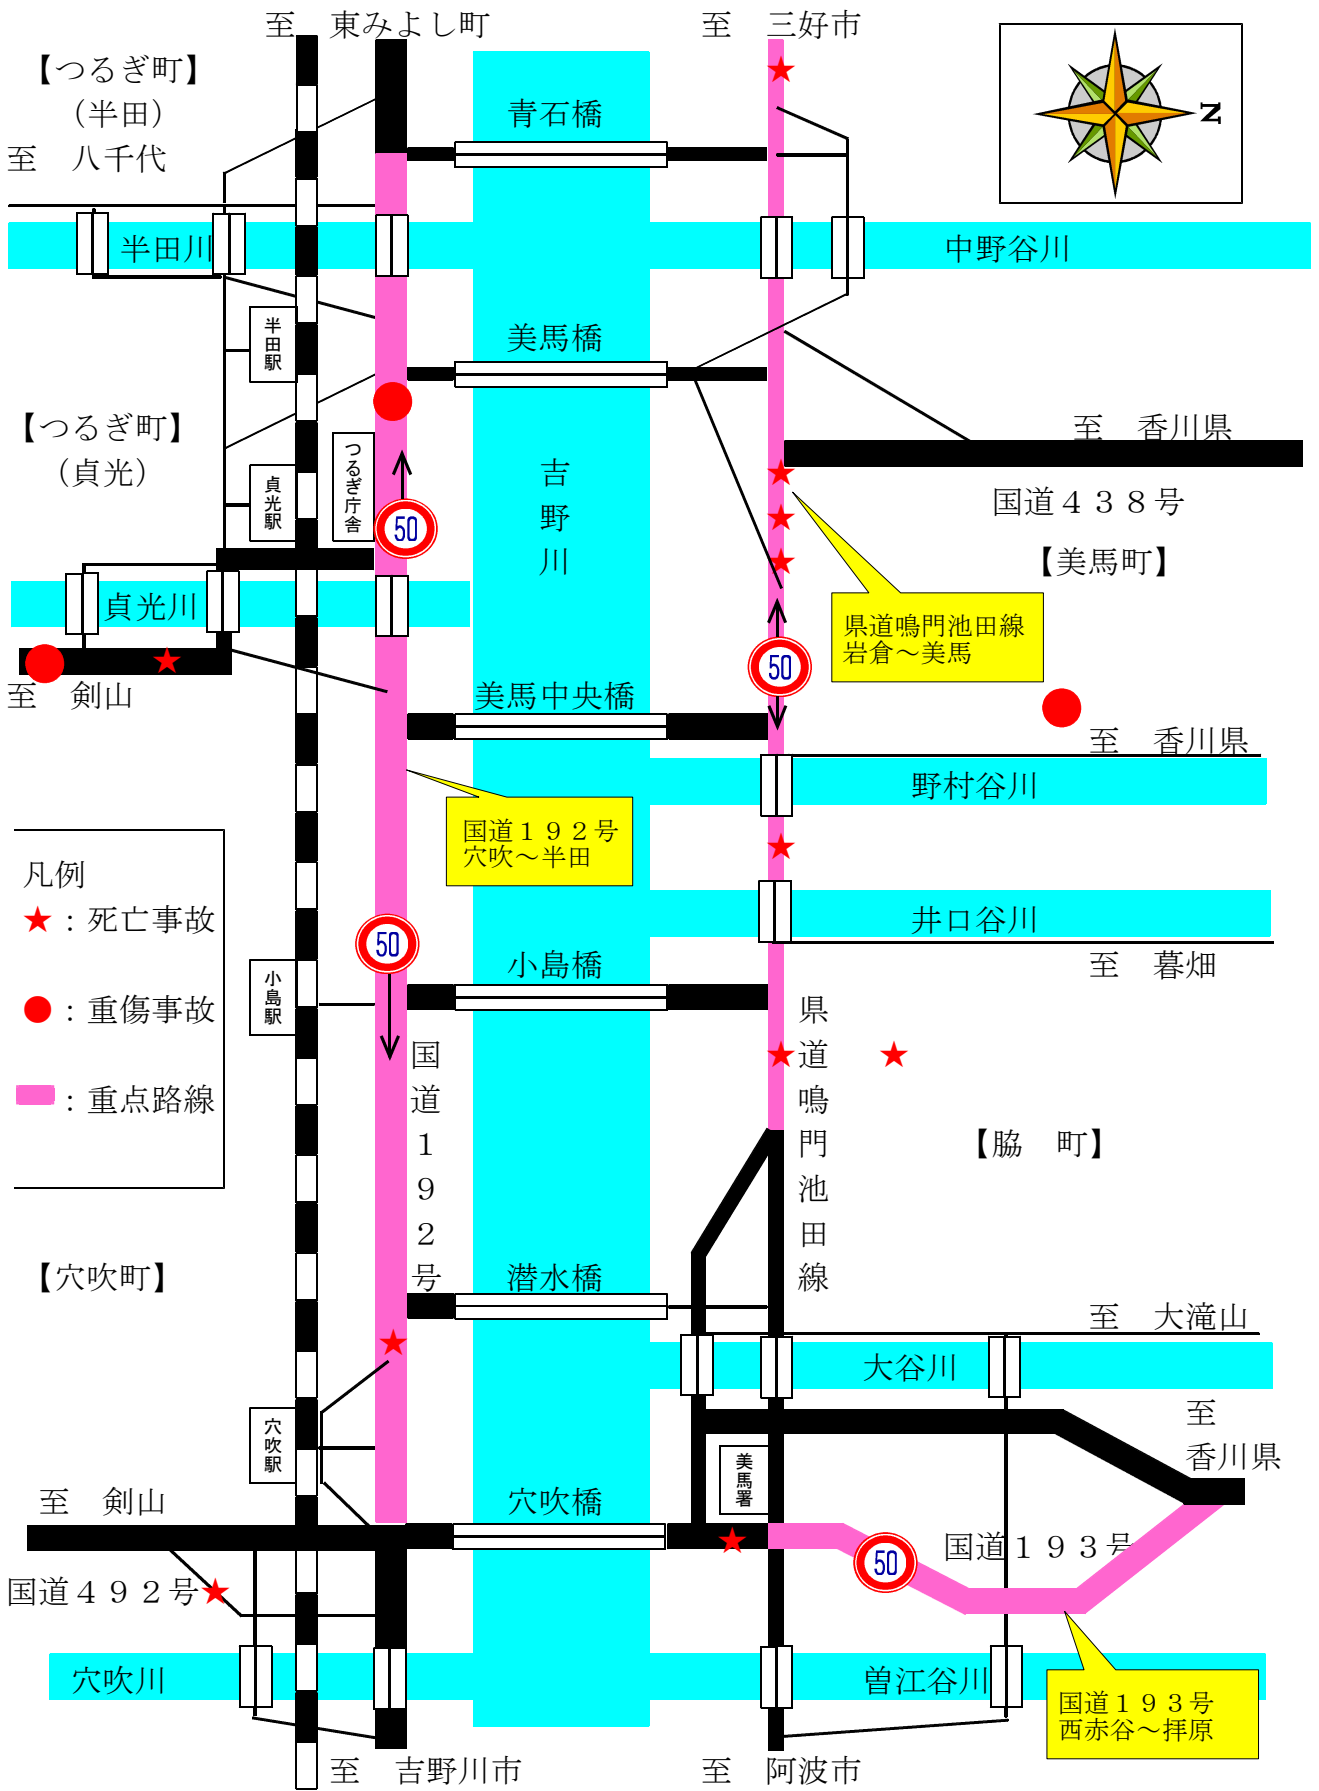 至　東みよし町
至　三好市
【つるぎ町】
（半田）
至　八千代
青石橋
N
半田川
中野谷川
半田駅
美馬橋
【つるぎ町】
（貞光）
至　香川県
貞光駅
つるぎ庁舎
吉野川
国道４３８号
50
【美馬町】
貞光川
県道鳴門池田線
岩倉～美馬
50
至　剣山
美馬中央橋
至　香川県
野村谷川
国道１９２号
穴吹～半田
凡例
★：死亡事故
●：重傷事故
：重点路線
井口谷川
50
小島橋
至　暮畑
小島駅
国道１９２号
県道鳴門池田線
【脇　町】
【穴吹町】
潜水橋
至　大滝山
大谷川
至
香川県
穴吹駅
美馬署
至　剣山
穴吹橋
国道１９３号
50
国道４９２号
穴吹川
曽江谷川
国道１９３号
西赤谷～拝原
至　吉野川市
至　阿波市